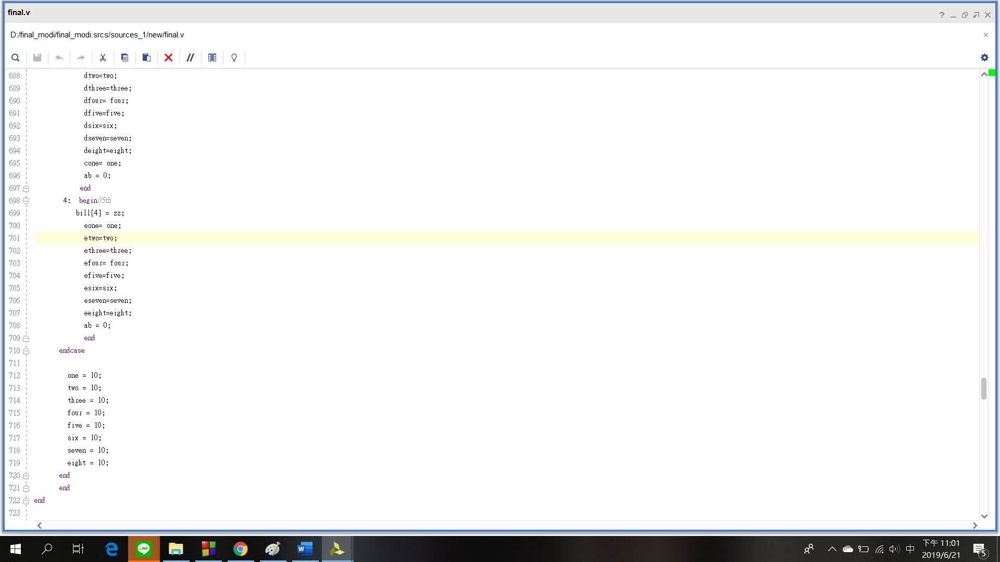 final.v
D:/final_modi/final_modi.srcs/sources_1/new/final.v
688 dtwo=two;
689 dthree=three;
690 dfour= four;
691 dfive=five;
692 dsix=six;
693 dseven=seven;
694 deight=eight;
695 cone= one;
696 ab = 0;
697 end
698 4: begin//5th
699 bill[4] = zz;
700 eone= one;
701 etwo=two;
702 ethree=three;
703 efour= four;
704 efive=five;
705 esix=six;
706 eseven=seven;
707 eeight=eight;
708 ab = 0;
709 end
710 endcase
711
712 one = 10;
713 two = 10;
714 three = 10;
715 four = 10;
716 five = 10;
717 six = 10;
718 seven = 10;
719 eight = 10;
720 end
721 end
722 end
723
LINE
W
中
下午 11:01
2019/6/21
5